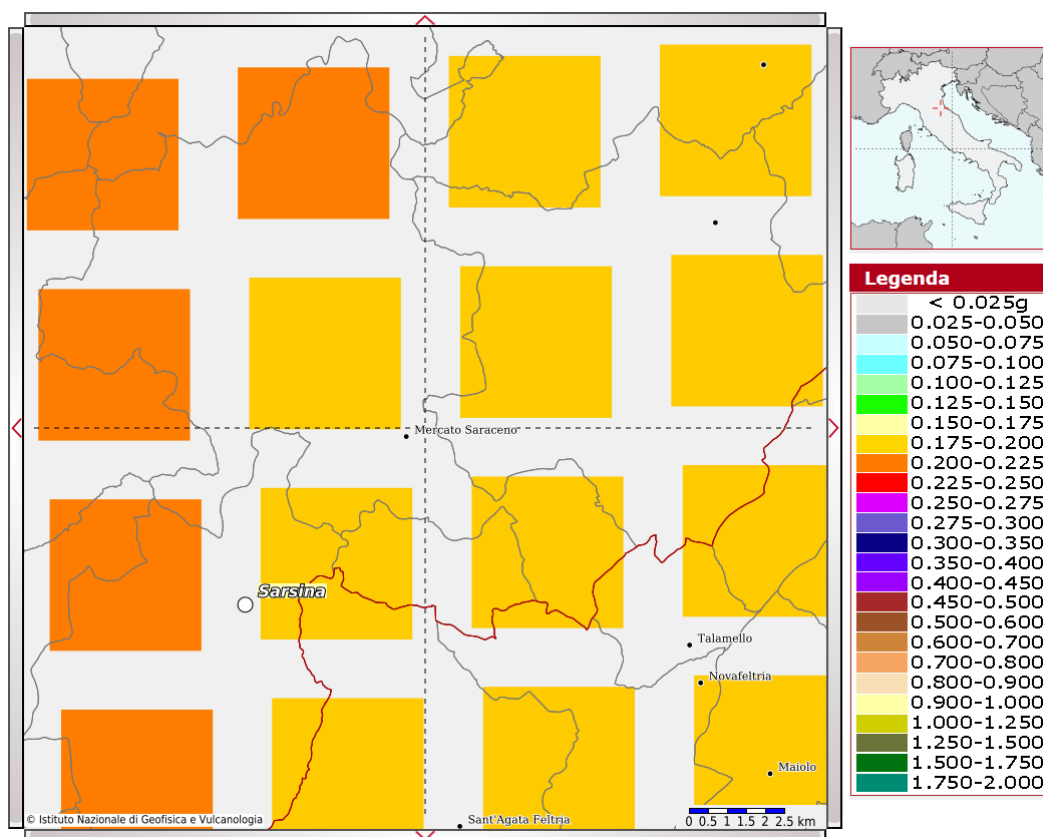 Mercato Saraceno
Sarsina
Talamello
Novafeltria
Maiolo
Sant'Agata Feltria
© Istituto Nazionale di Geofisica e Vulcanologia
0 0.5 1 1.5 2 2.5 km
Legenda
< 0.025g
0.025-0.050
0.050-0.075
0.075-0.100
0.100-0.125
0.125-0.150
0.150-0.175
0.175-0.200
0.200-0.225
0.225-0.250
0.250-0.275
0.275-0.300
0.300-0.350
0.350-0.400
0.400-0.450
0.450-0.500
0.500-0.600
0.600-0.700
0.700-0.800
0.800-0.900
0.900-1.000
1.000-1.250
1.250-1.500
1.500-1.750
1.750-2.000